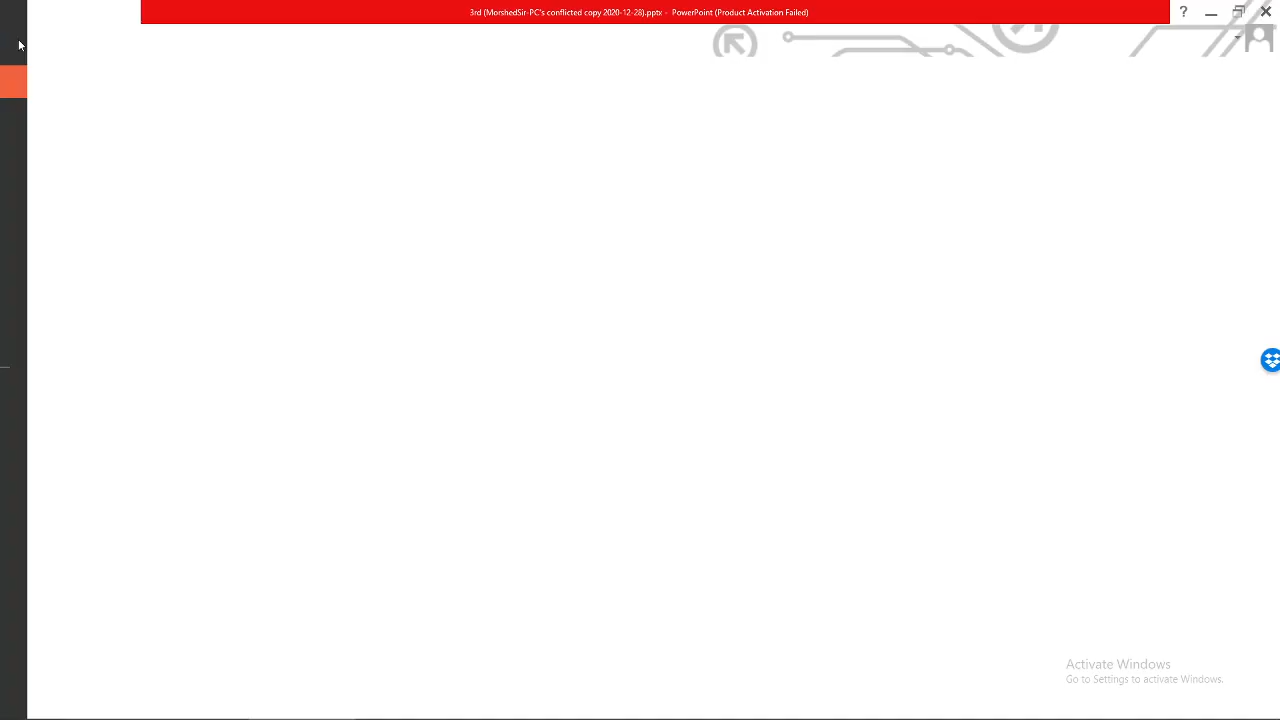 3rd (MorshedSir-PC's conflicted copy 2020-12-28).pptx - PowerPoint (Product Activation Failed)
?
Activate Windows
Go to Settings to activate Windows.